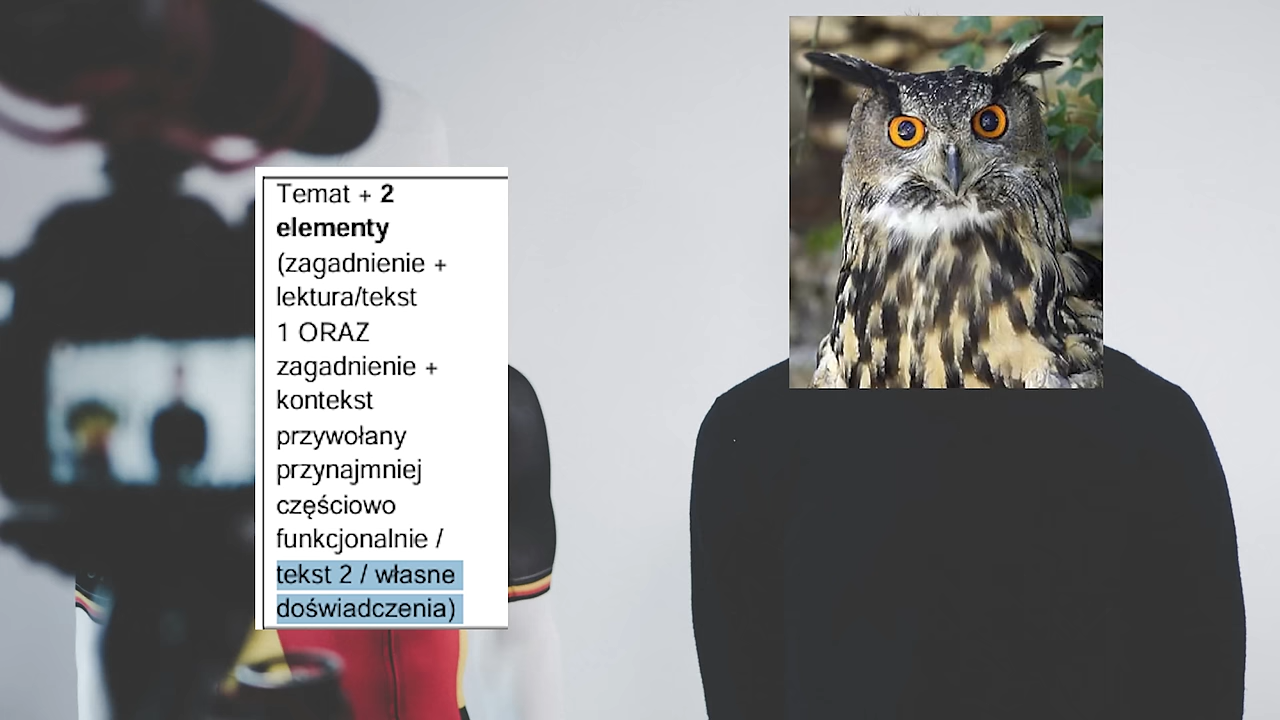 Temat + 2
elementy
(zagadnienie +
lektura/tekst
1 ORAZ
zagadnienie +
kontekst
przywołany
przynajmniej
częściowo
funkcjonalnie /
tekst 2 / własne
doświadczenia)